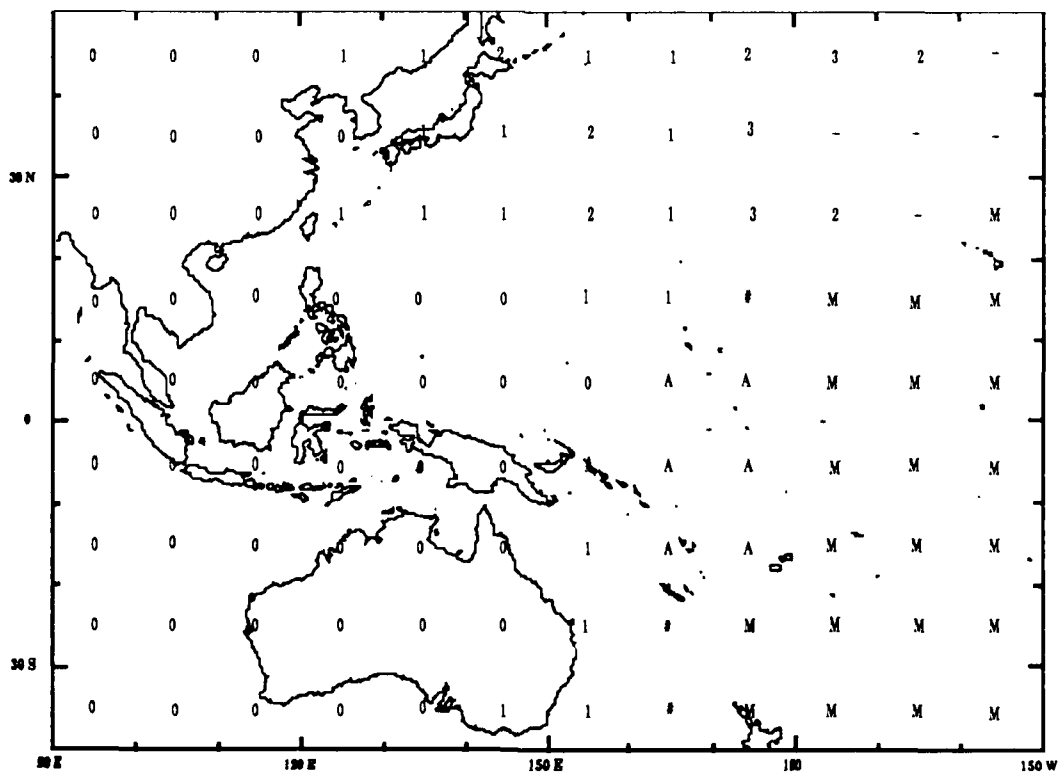 0 0 0 1 1 2 1 1 2 3 2 -
0 0 0 0 1 1 2 1 3 - - -
30 N
0 0 0 1 1 1 2 1 3 2 - M
0 0 0 0 0 0 1 1 # M M M
0 0 0 0 0 0 0 A A M M M
0
0 0 0 0 0 0 A A M M M
0 0 0 0 0 0 1 A A M M M
0 0 0 0 0 0 1 # M M M M
30 S
0 0 0 0 0 1 1 # M M M M
90 E 120 E 150 E 180 150 W